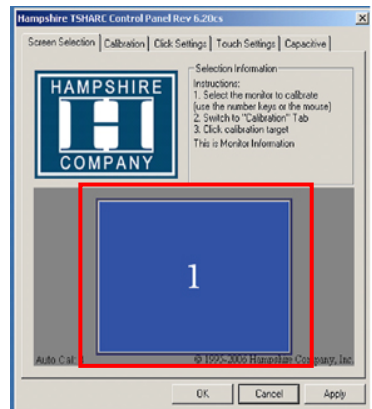 Hampshire TSHARC Control Panel Rev 6.20cs
Screen Selection Calibration Click Settings Touch Settings Capacitive
HAMPSHIRE
COMPANY
Selection Information
Instructions:
1. Select the monitor to calibrate
(use the number keys or the mouse)
2. Switch to "Calibration" Tab
3. Click calibration target
This is Monitor Information
1
Auto Cal:
© 1995-2006 Hampshire Company, Inc.
OK Cancel Apply